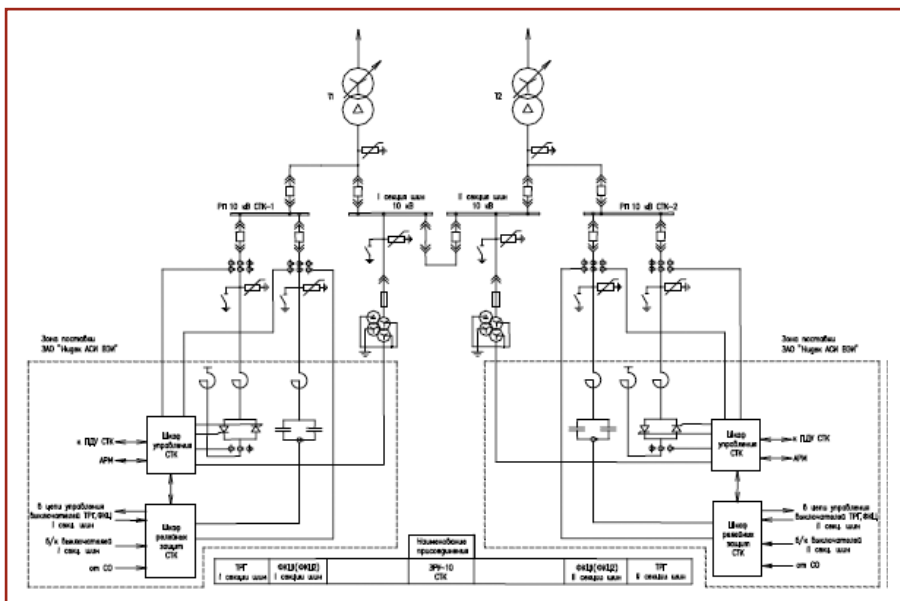 Т1
Т2
I секция шин
10 кВ
II секция шин
10 кВ
РП 10 кВ СТК-1
РП 10 кВ СТК-2
Зона поставки
ЗАО "Нидек АСИ ВЭИ"
Зона поставки
ЗАО "Нидек АСИ ВЭИ"
Шкаф
управления
СТК
к ПДУ СТК
АРМ
Шкаф
управления
СТК
к ПДУ СТК
АРМ
В цепи управления
выключателей ТРГ,ФКЦ
I секц. шин
б/к выключателей
I секц. шин
от СО
Шкаф
релейных
защит
СТК
Шкаф
релейных
защит
СТК
В цепи управления
выключателей ТРГ,ФКЦ
II секц. шин
б/к выключателей
II секц. шин
от СО
Наименование
присоединения
ТРГ
I секции шин
ФКЦ1(ФКЦ2)
I секции шин
ЗРУ-10
СТК
ФКЦ1(ФКЦ2)
II секции шин
ТРГ
II секции шин